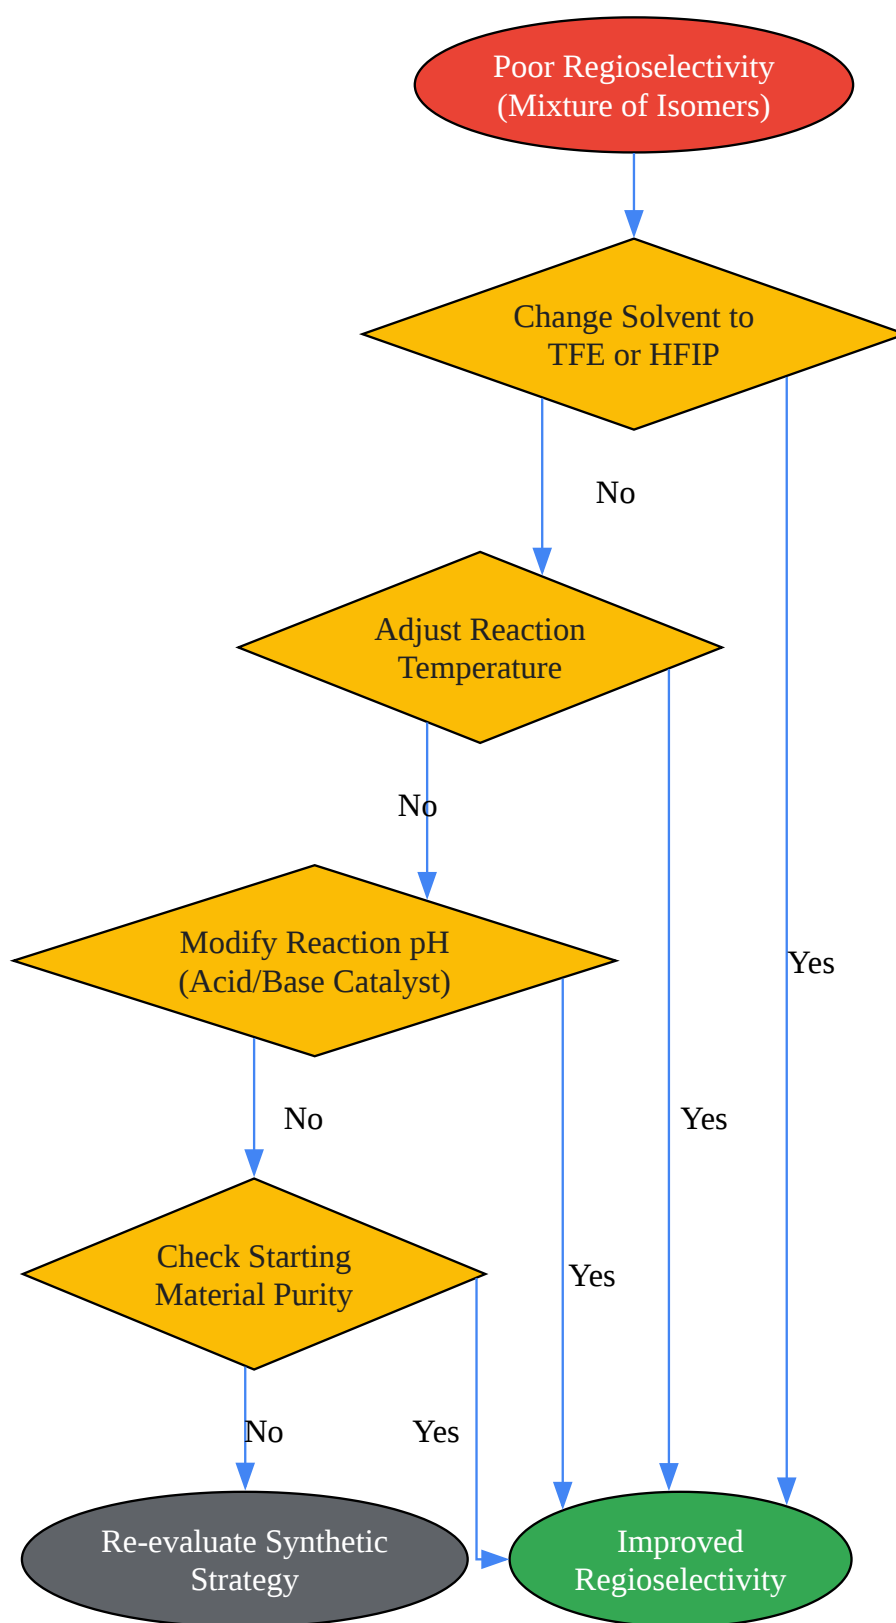 Poor Regioselectivity
(Mixture of Isomers)
Change Solvent to
TFE or HFIP
No
Adjust Reaction
Temperature
No
Modify Reaction pH
(Acid/Base Catalyst)
Yes
No
Yes
Check Starting
Material Purity
Yes
No
Yes
Re-evaluate Synthetic
Strategy
Improved
Regioselectivity